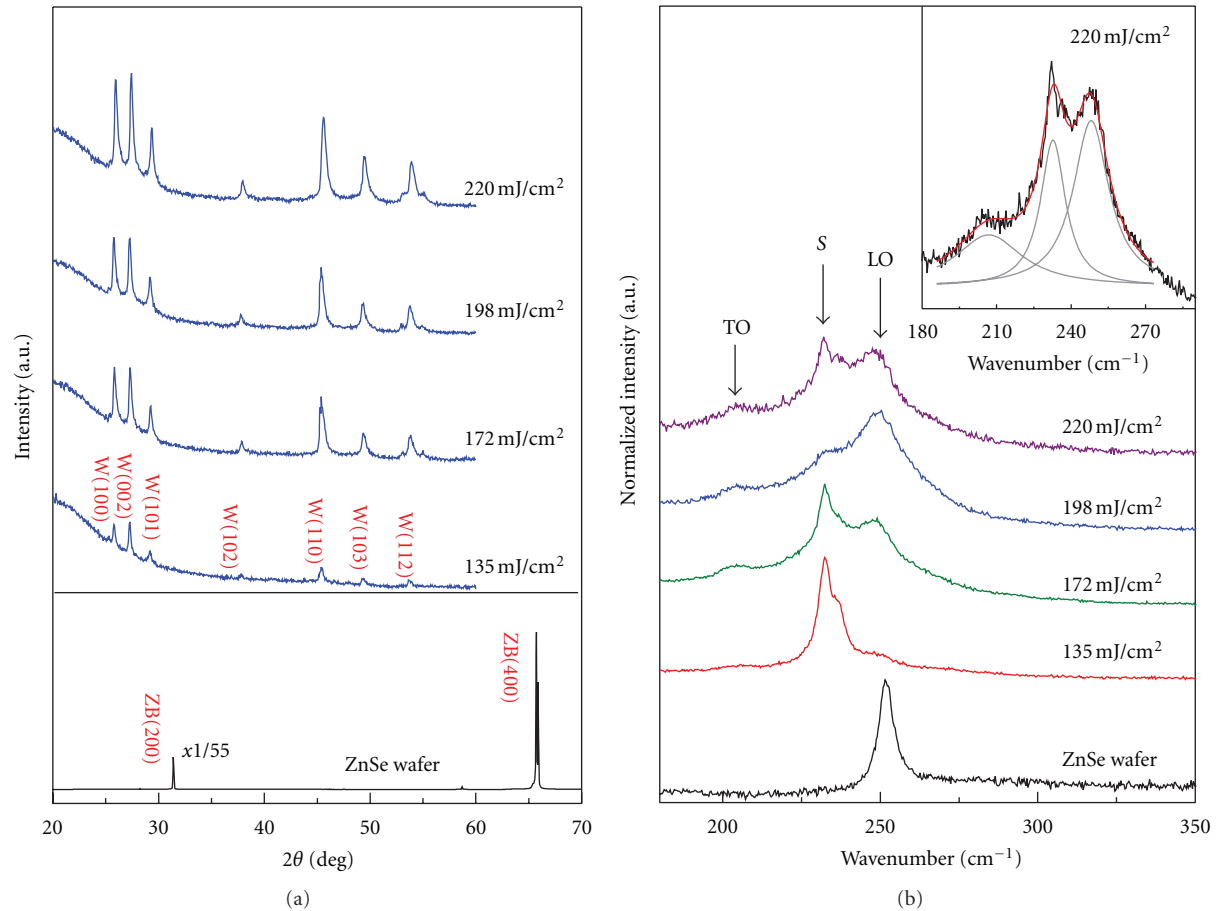 220 mJ/cm²
198 mJ/cm²
172 mJ/cm²
W(100)
W(002)
W(101)
W(102)
W(110)
W(103)
W(112)
135 mJ/cm²
ZB(200)
x1/55
ZnSe wafer
ZB(400)
Intensity (a.u.)
20 30 40 50 60 70
2θ (deg)
(a)
220 mJ/cm²
180 210 240 270
Wavenumber (cm⁻¹)
TO
S
LO
220 mJ/cm²
198 mJ/cm²
172 mJ/cm²
135 mJ/cm²
ZnSe wafer
Normalized intensity (a.u.)
200 250 300 350
Wavenumber (cm⁻¹)
(b)